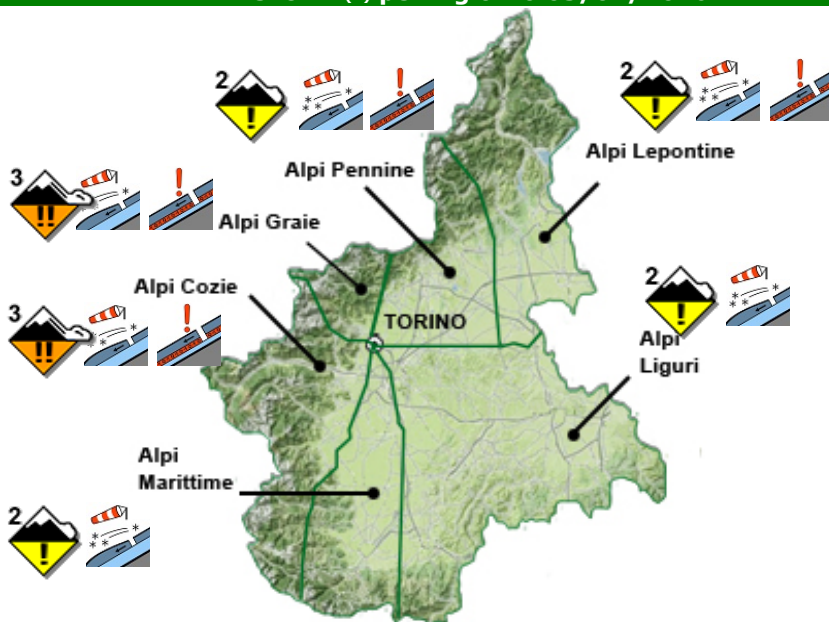 2
2
Alpi Lepontine
Alpi Pennine
3
Alpi Graie
2
Alpi Cozie
3
TORINO
Alpi
Liguri
Alpi
Marittime
2